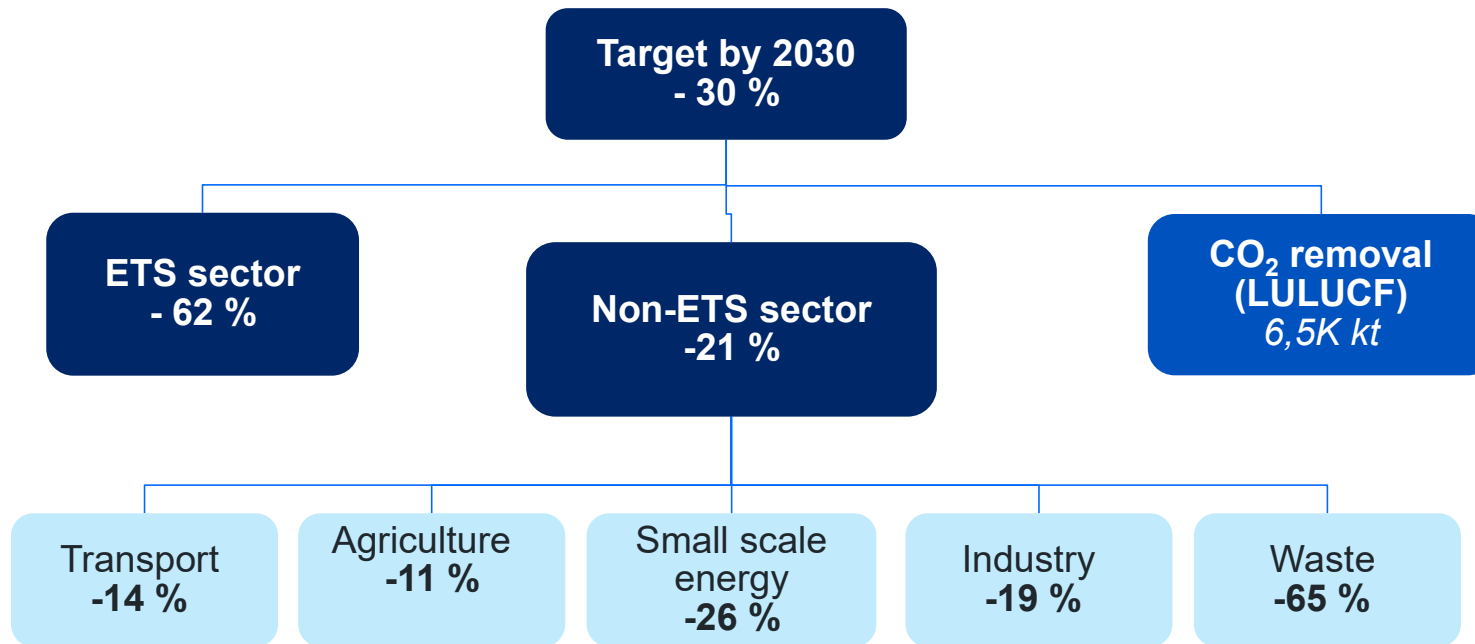 Target by 2030
- 30 %
ETS sector
- 62 %
Non-ETS sector
-21 %
CO₂ removal
(LULUCF)
6,5K kt
Transport
-14 %
Agriculture
-11 %
Small scale
energy
-26 %
Industry
-19 %
Waste
-65 %